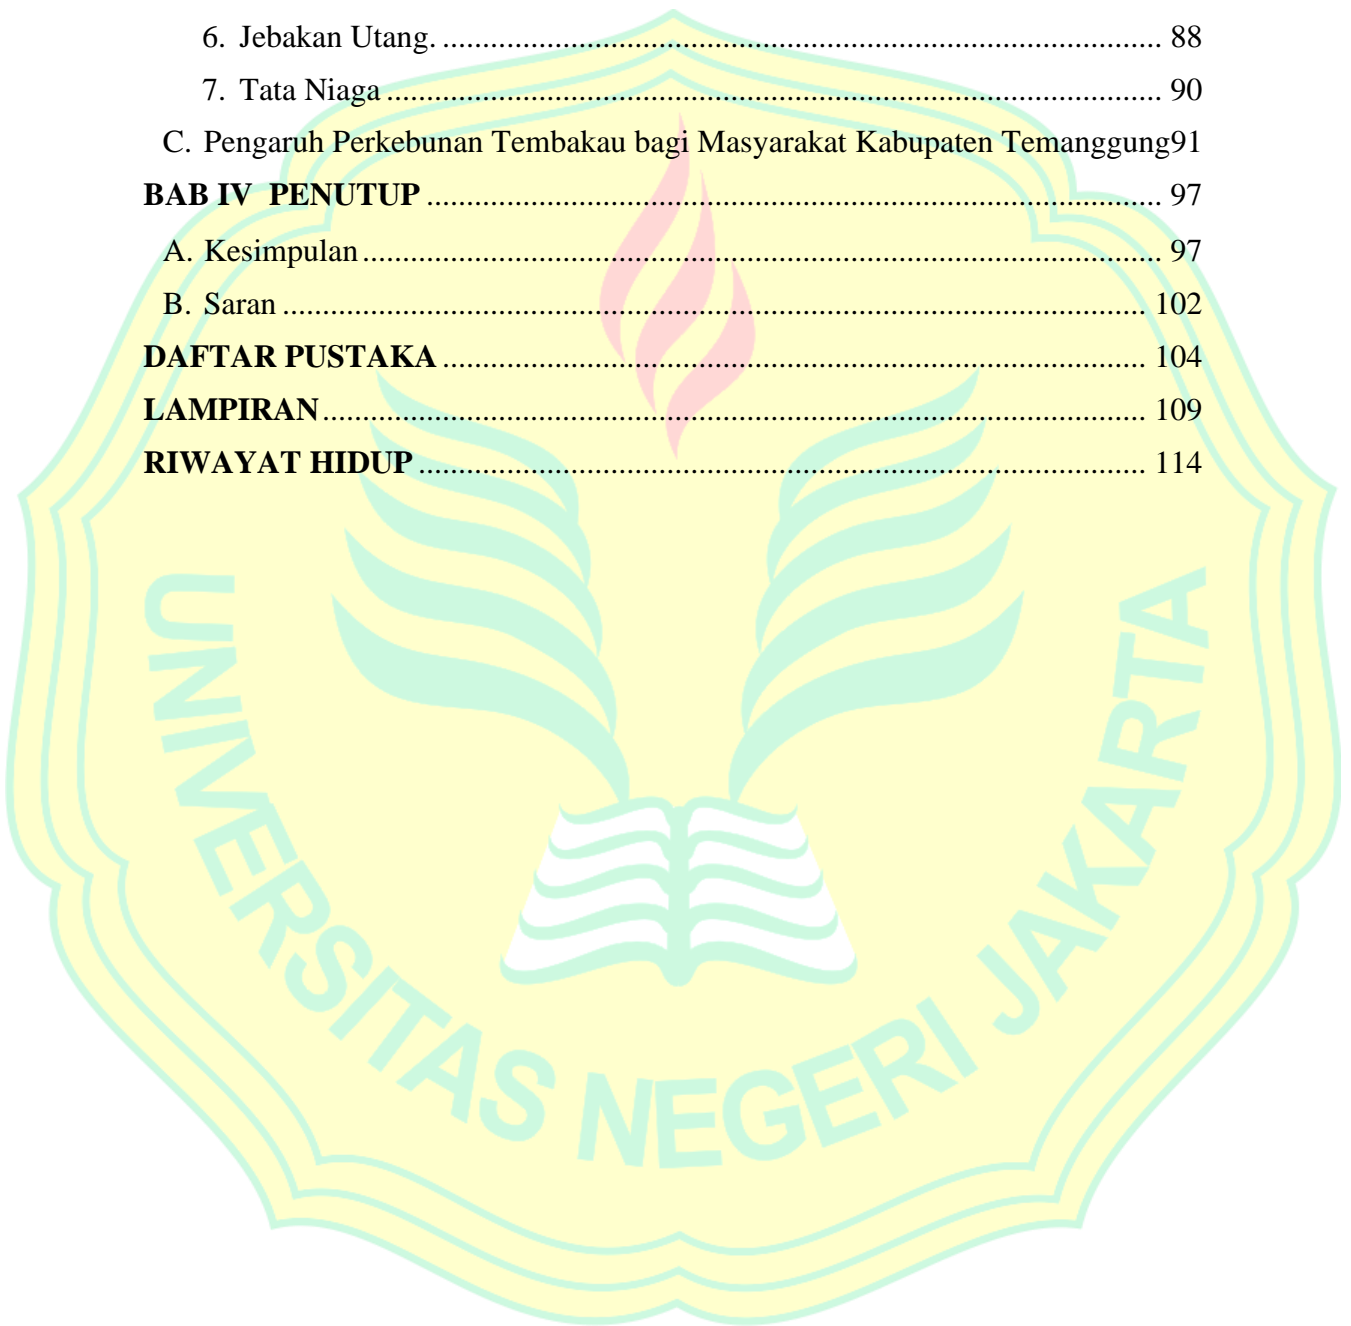 6. Jebakan Utang. .......................................................................................... 88
7. Tata Niaga ................................................................................................. 90
C. Pengaruh Perkebunan Tembakau bagi Masyarakat Kabupaten Temanggung91
BAB IV  PENUTUP ............................................................................................ 97
A. Kesimpulan .................................................................................................... 97
B. Saran ............................................................................................................ 102
DAFTAR PUSTAKA ........................................................................................ 104
LAMPIRAN ....................................................................................................... 109
RIWAYAT HIDUP ........................................................................................... 114
UNIVERSITAS NEGERI JAKARTA